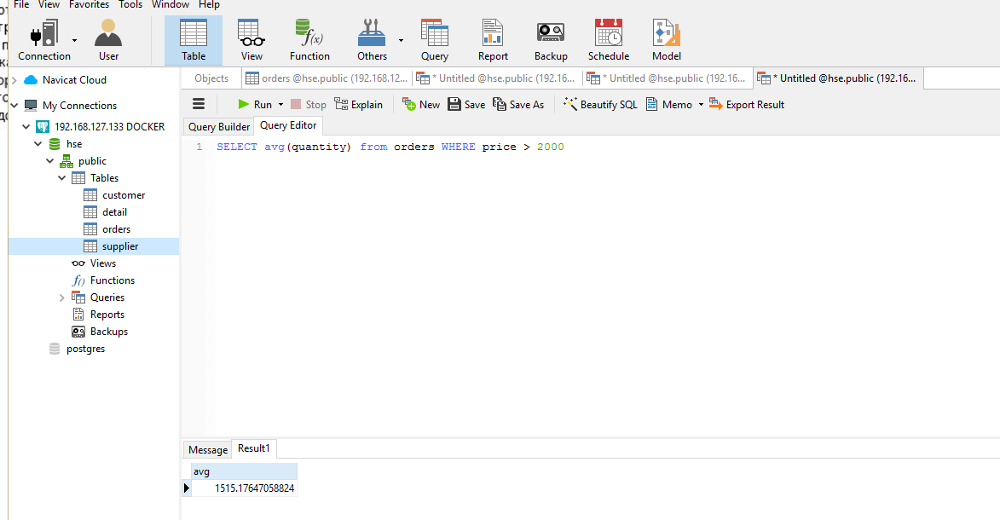 File View Favorites Tools Window Help
Connection User Table View Function Others Query Report Backup Schedule Model
Navicat Cloud
My Connections
192.168.127.133 DOCKER
hse
public
Tables
customer
detail
orders
supplier
Views
Functions
Queries
Reports
Backups
postgres
Objects orders @hse.public (192.168.12... * Untitled @hse.public (192.16... * Untitled @hse.public (192.16... * Untitled @hse.public (192.16...
Run Stop Explain New Save Save As Beautify SQL Memo Export Result
Query Builder Query Editor
1 SELECT avg(quantity) from orders WHERE price > 2000
Message Result1
avg
1515.17647058824